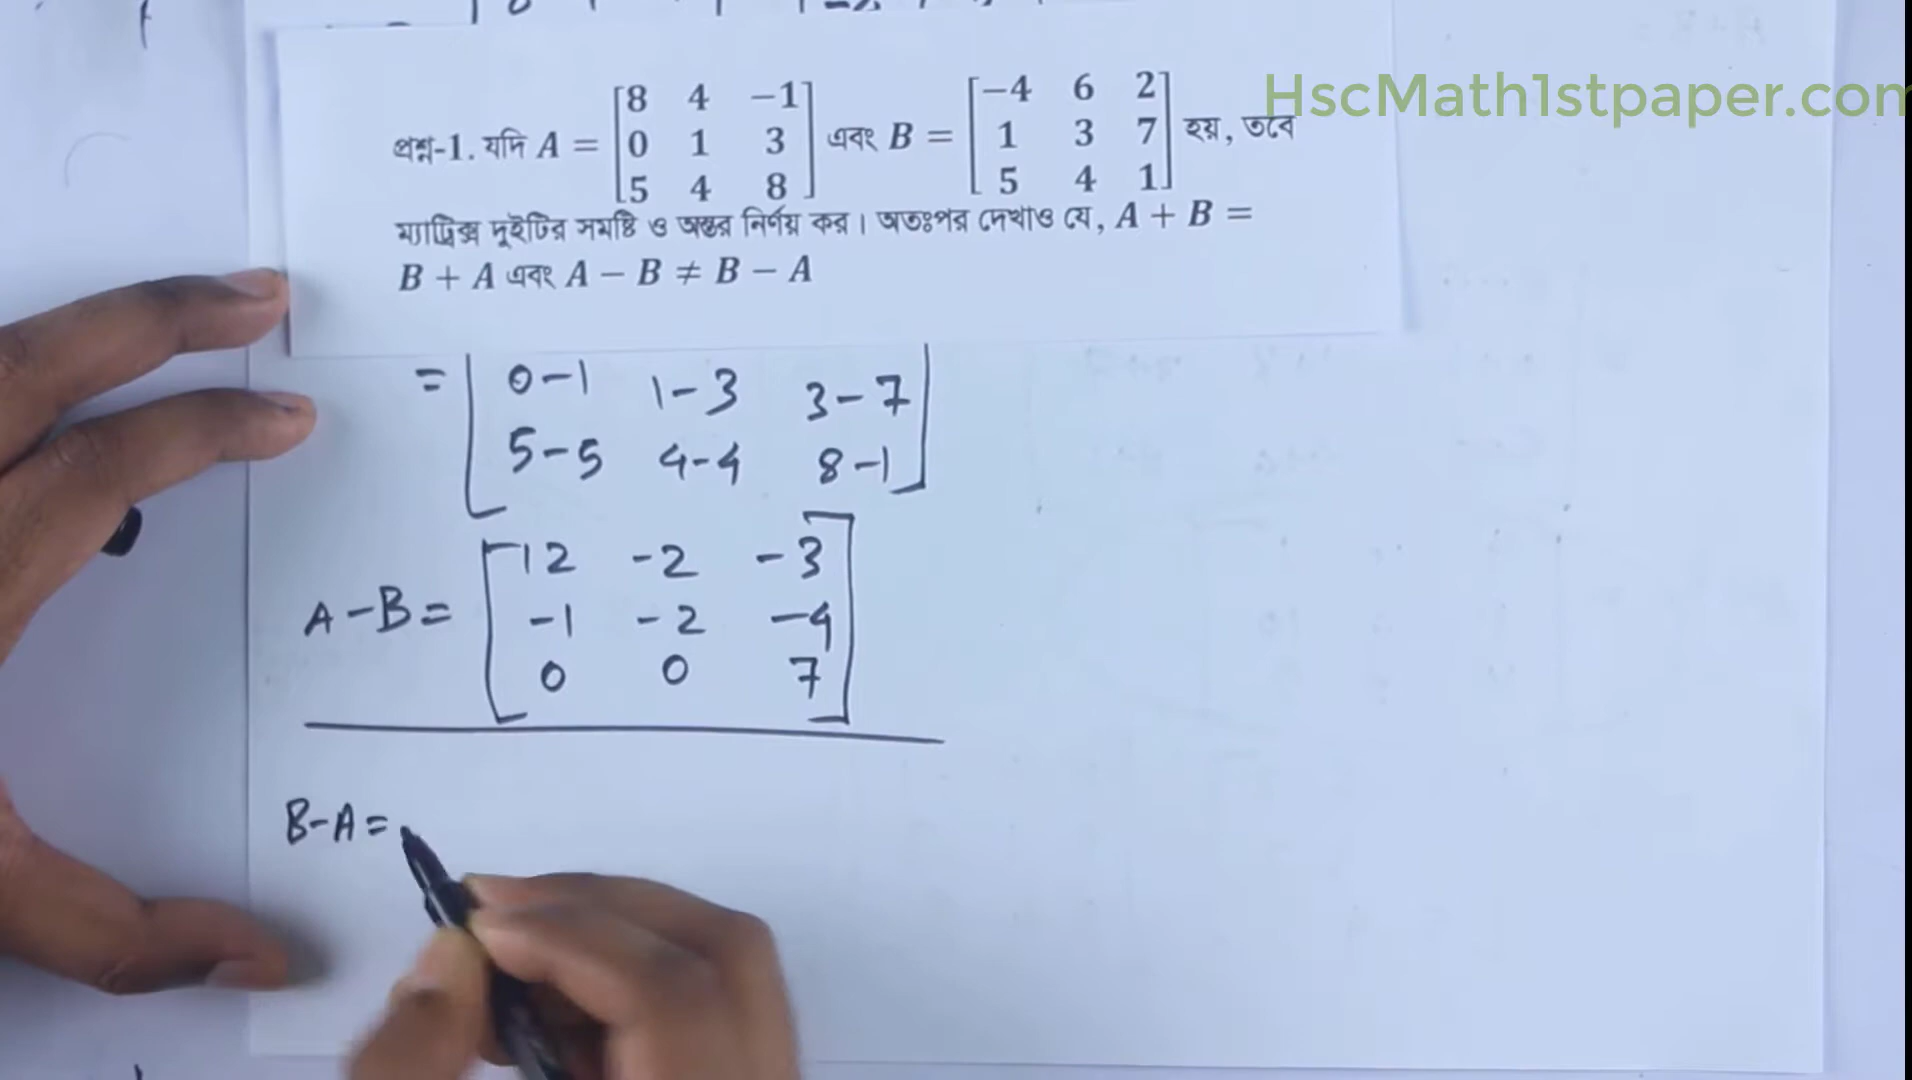 HscMath1stpaper.com
প্রশ্ন-1. যদি A = [8 4 −1; 0 1 3; 5 4 8] এবং B = [−4 6 2; 1 3 7; 5 4 1] হয়, তবে
ম্যাট্রিক্স দুইটির সমষ্টি ও অন্তর নির্ণয় কর। অতঃপর দেখাও যে, A + B =
B + A এবং A − B ≠ B − A
= [0-1 1-3 3-7
5-5 4-4 8-1]
[12 -2 -3
A-B= -1 -2 -4
0 0 7]
B-A=